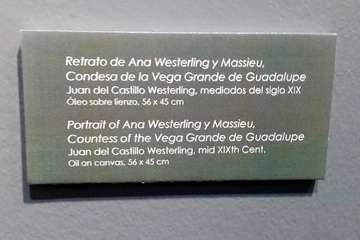 Retrato de Ana Westerling y Massieu,
Condesa de la Vega Grande de Guadalupe
Juan del Castillo Westerling, mediados del siglo XIX
Óleo sobre lienzo, 56 x 45 cm
Portrait of Ana Westerling y Massieu,
Countess of the Vega Grande de Guadalupe
Juan del Castillo Westerling, mid XIXth Cent.
Oil on canvas, 56 x 45 cm